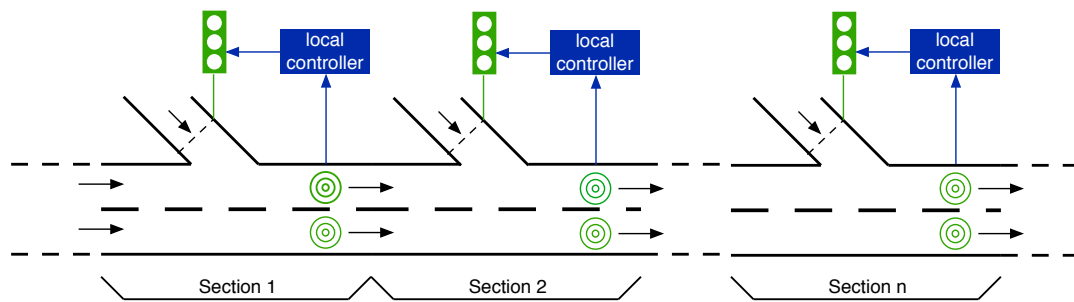 local
controller
local
controller
local
controller
Section 1
Section 2
Section n